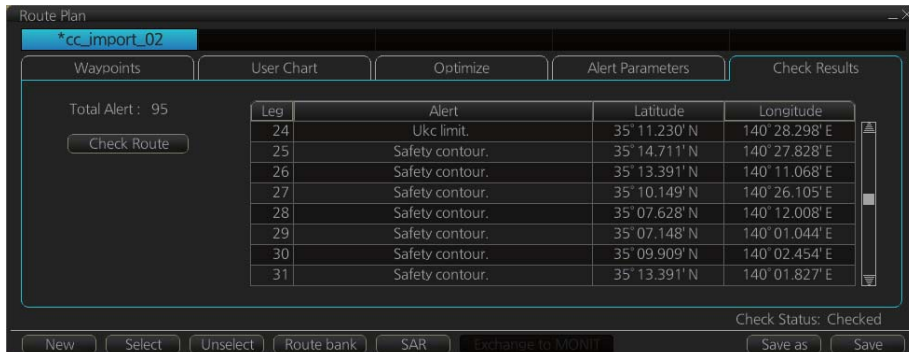 Route Plan
*cc_import_02
Waypoints User Chart Optimize Alert Parameters Check Results
Total Alert : 95
Check Route
Leg Alert Latitude Longitude
24 Ukc limit. 35°11.230' N 140°28.298' E
25 Safety contour. 35°14.711' N 140°27.828' E
26 Safety contour. 35°13.391' N 140°11.068' E
27 Safety contour. 35°10.149' N 140°26.105' E
28 Safety contour. 35°07.628' N 140°12.008' E
29 Safety contour. 35°07.148' N 140°01.044' E
30 Safety contour. 35°09.909' N 140°02.454' E
31 Safety contour. 35°13.391' N 140°01.827' E
Check Status: Checked
New Select Unselect Route bank SAR Exchange to MONIT Save as Save